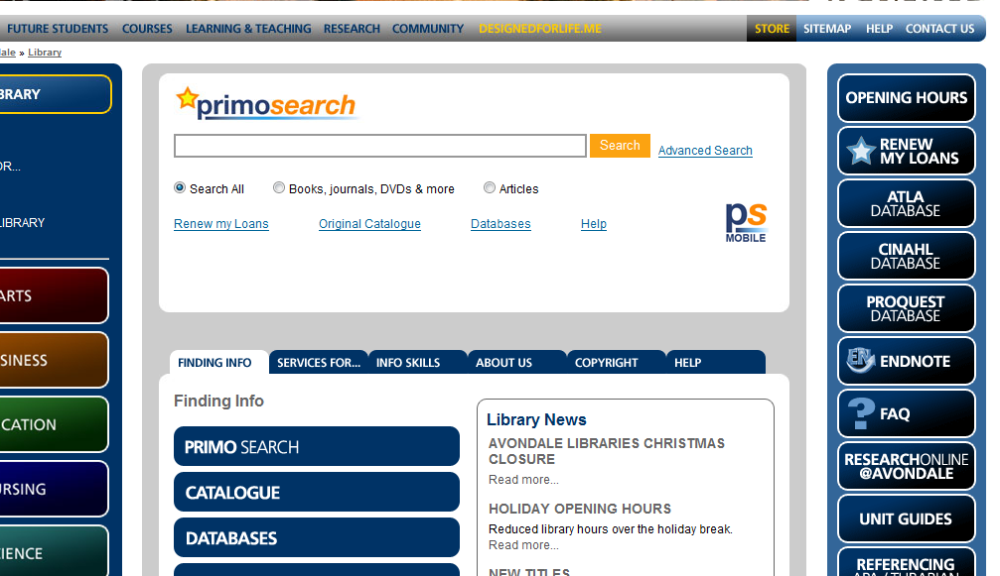 FUTURE STUDENTS COURSES LEARNING & TEACHING RESEARCH COMMUNITY DESIGNEDFORLIFE.ME STORE SITEMAP HELP CONTACT US
dale » Library
BRARY
OR...
LIBRARY
ARTS
SINESS
CATION
URSING
IENCE
primosearch
Search Advanced Search
Search All Books, journals, DVDs & more Articles
Renew my Loans Original Catalogue Databases Help
ps
MOBILE
FINDING INFO SERVICES FOR... INFO SKILLS ABOUT US COPYRIGHT HELP
Finding Info
PRIMO SEARCH
CATALOGUE
DATABASES
Library News
AVONDALE LIBRARIES CHRISTMAS
CLOSURE
Read more...
HOLIDAY OPENING HOURS
Reduced library hours over the holiday break.
Read more...
NEW TITLES
OPENING HOURS
RENEW
MY LOANS
ATLA
DATABASE
CINAHL
DATABASE
PROQUEST
DATABASE
EN ENDNOTE
? FAQ
RESEARCHONLINE
@AVONDALE
UNIT GUIDES
REFERENCING
APA / TURABIAN